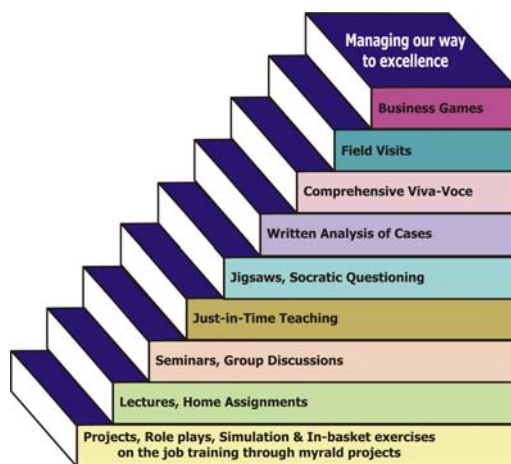 Managing our way
to excellence
Business Games
Field Visits
Comprehensive Viva-Voce
Written Analysis of Cases
Jigsaws, Socratic Questioning
Just-in-Time Teaching
Seminars, Group Discussions
Lectures, Home Assignments
Projects, Role plays, Simulation & In-basket exercises
on the job training through myrald projects